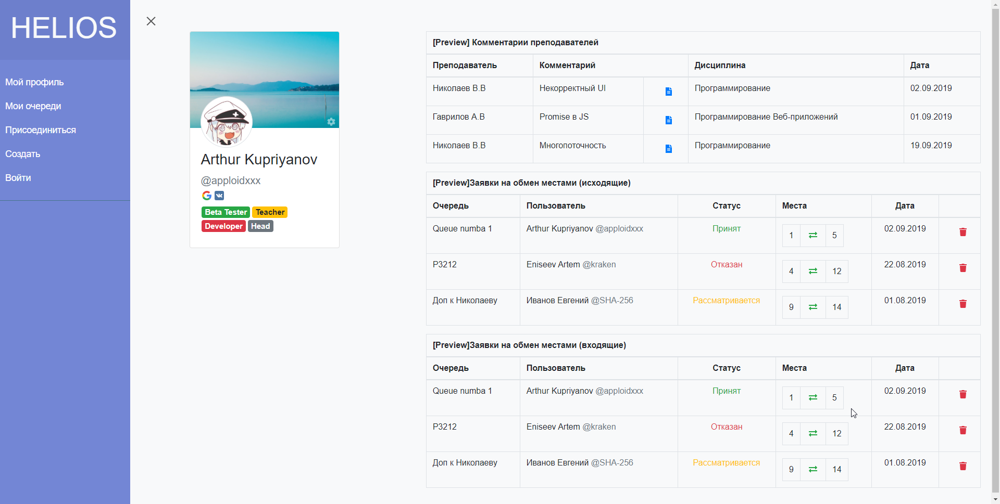 HELIOS
Мой профиль
Мои очереди
Присоединиться
Создать
Войти
Arthur Kupriyanov
@apploidxxx
Beta Tester Teacher
Developer Head
[Preview] Комментарии преподавателей
Преподаватель Комментарий Дисциплина Дата
Николаев В.В Некорректный UI Программирование 02.09.2019
Гаврилов А.В Promise в JS Программирование Веб-приложений 01.09.2019
Николаев В.В Многопоточность Программирование 19.09.2019
[Preview]Заявки на обмен местами (исходящие)
Очередь Пользователь Статус Места Дата
Queue numba 1 Arthur Kupriyanov @apploidxxx Принят 1 5 02.09.2019
P3212 Eniseev Artem @kraken Отказан 4 12 22.08.2019
Доп к Николаеву Иванов Евгений @SHA-256 Рассматривается 9 14 01.08.2019
[Preview]Заявки на обмен местами (входящие)
Очередь Пользователь Статус Места Дата
Queue numba 1 Arthur Kupriyanov @apploidxxx Принят 1 5 02.09.2019
P3212 Eniseev Artem @kraken Отказан 4 12 22.08.2019
Доп к Николаеву Иванов Евгений @SHA-256 Рассматривается 9 14 01.08.2019